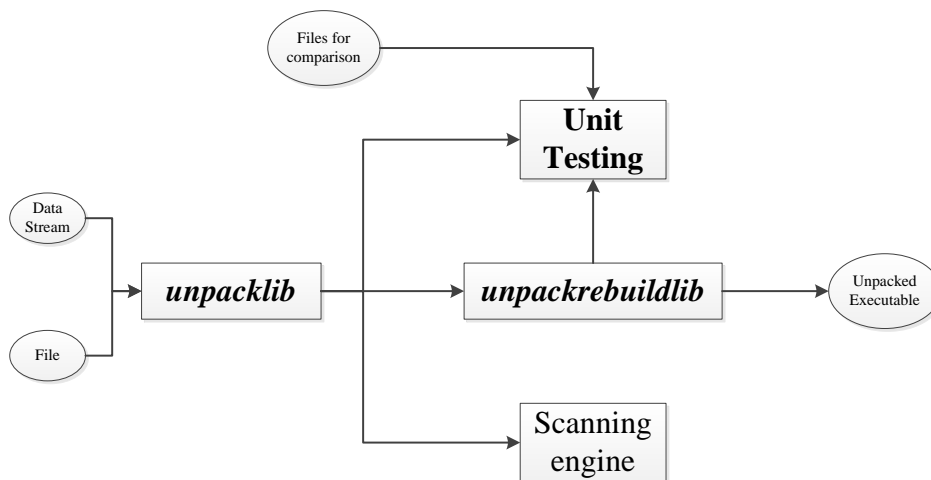 Files for
comparison
Unit
Testing
Data
Stream
unpacklib
unpackrebuildlib
Unpacked
Executable
File
Scanning
engine